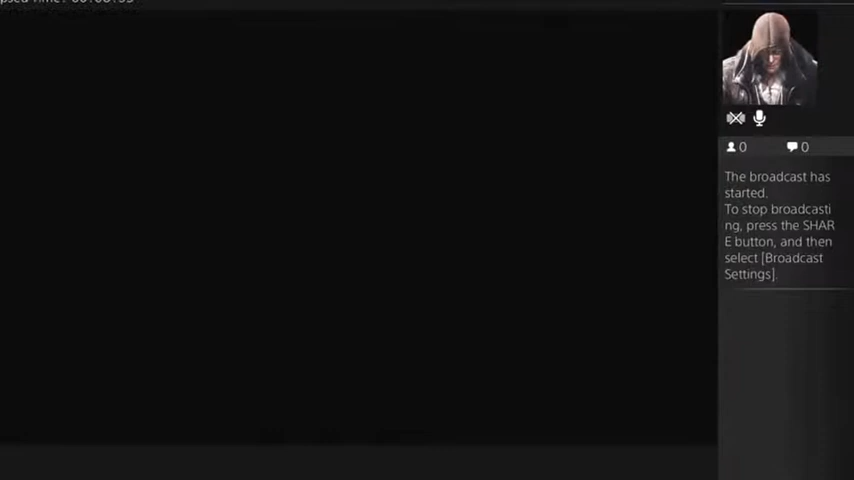 0 0
The broadcast has
started.
To stop broadcasti
ng, press the SHAR
E button, and then
select [Broadcast
Settings].